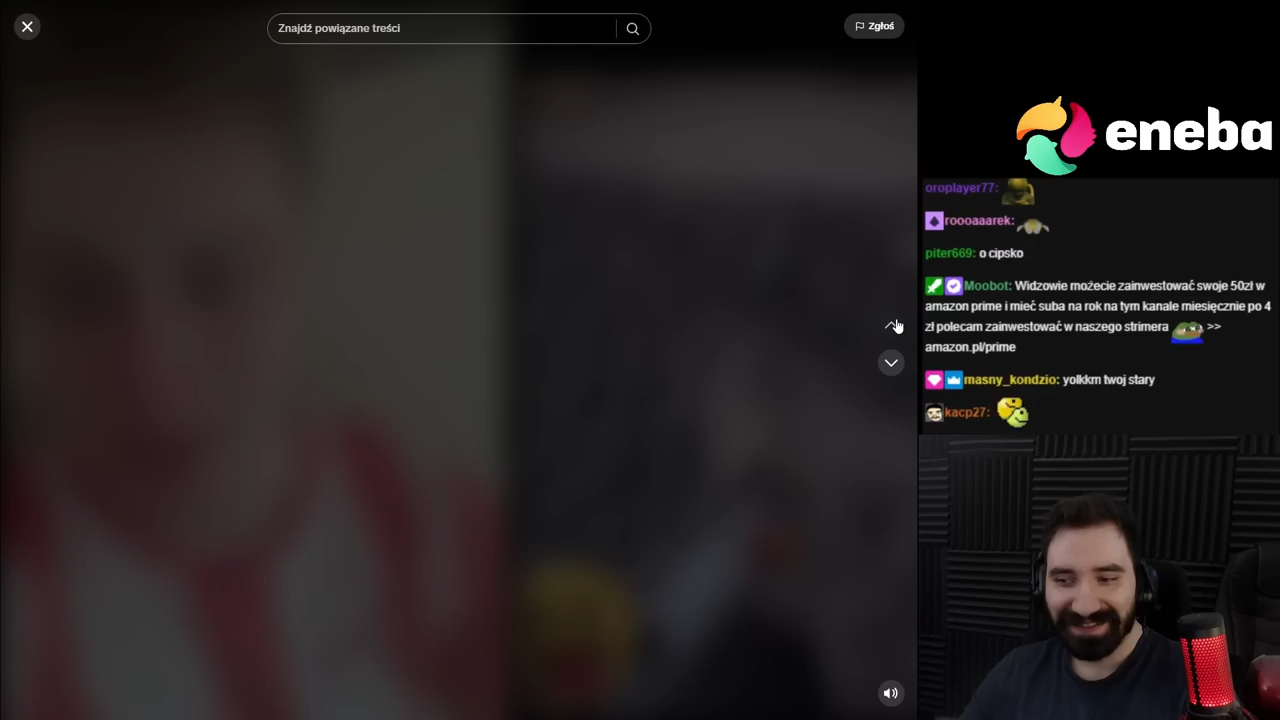 Znajdź powiązane treści
Zgłoś
eneba
oroplayer77:
roooaaarek:
piter669: o cipsko
Moobot: Widzowie możecie zainwestować swoje 50zł w
amazon prime i mieć suba na rok na tym kanale miesięcznie po 4
zł polecam zainwestować w naszego strimera >>
amazon.pl/prime
masny_kondzio: yolkkm twoj stary
kacp27: